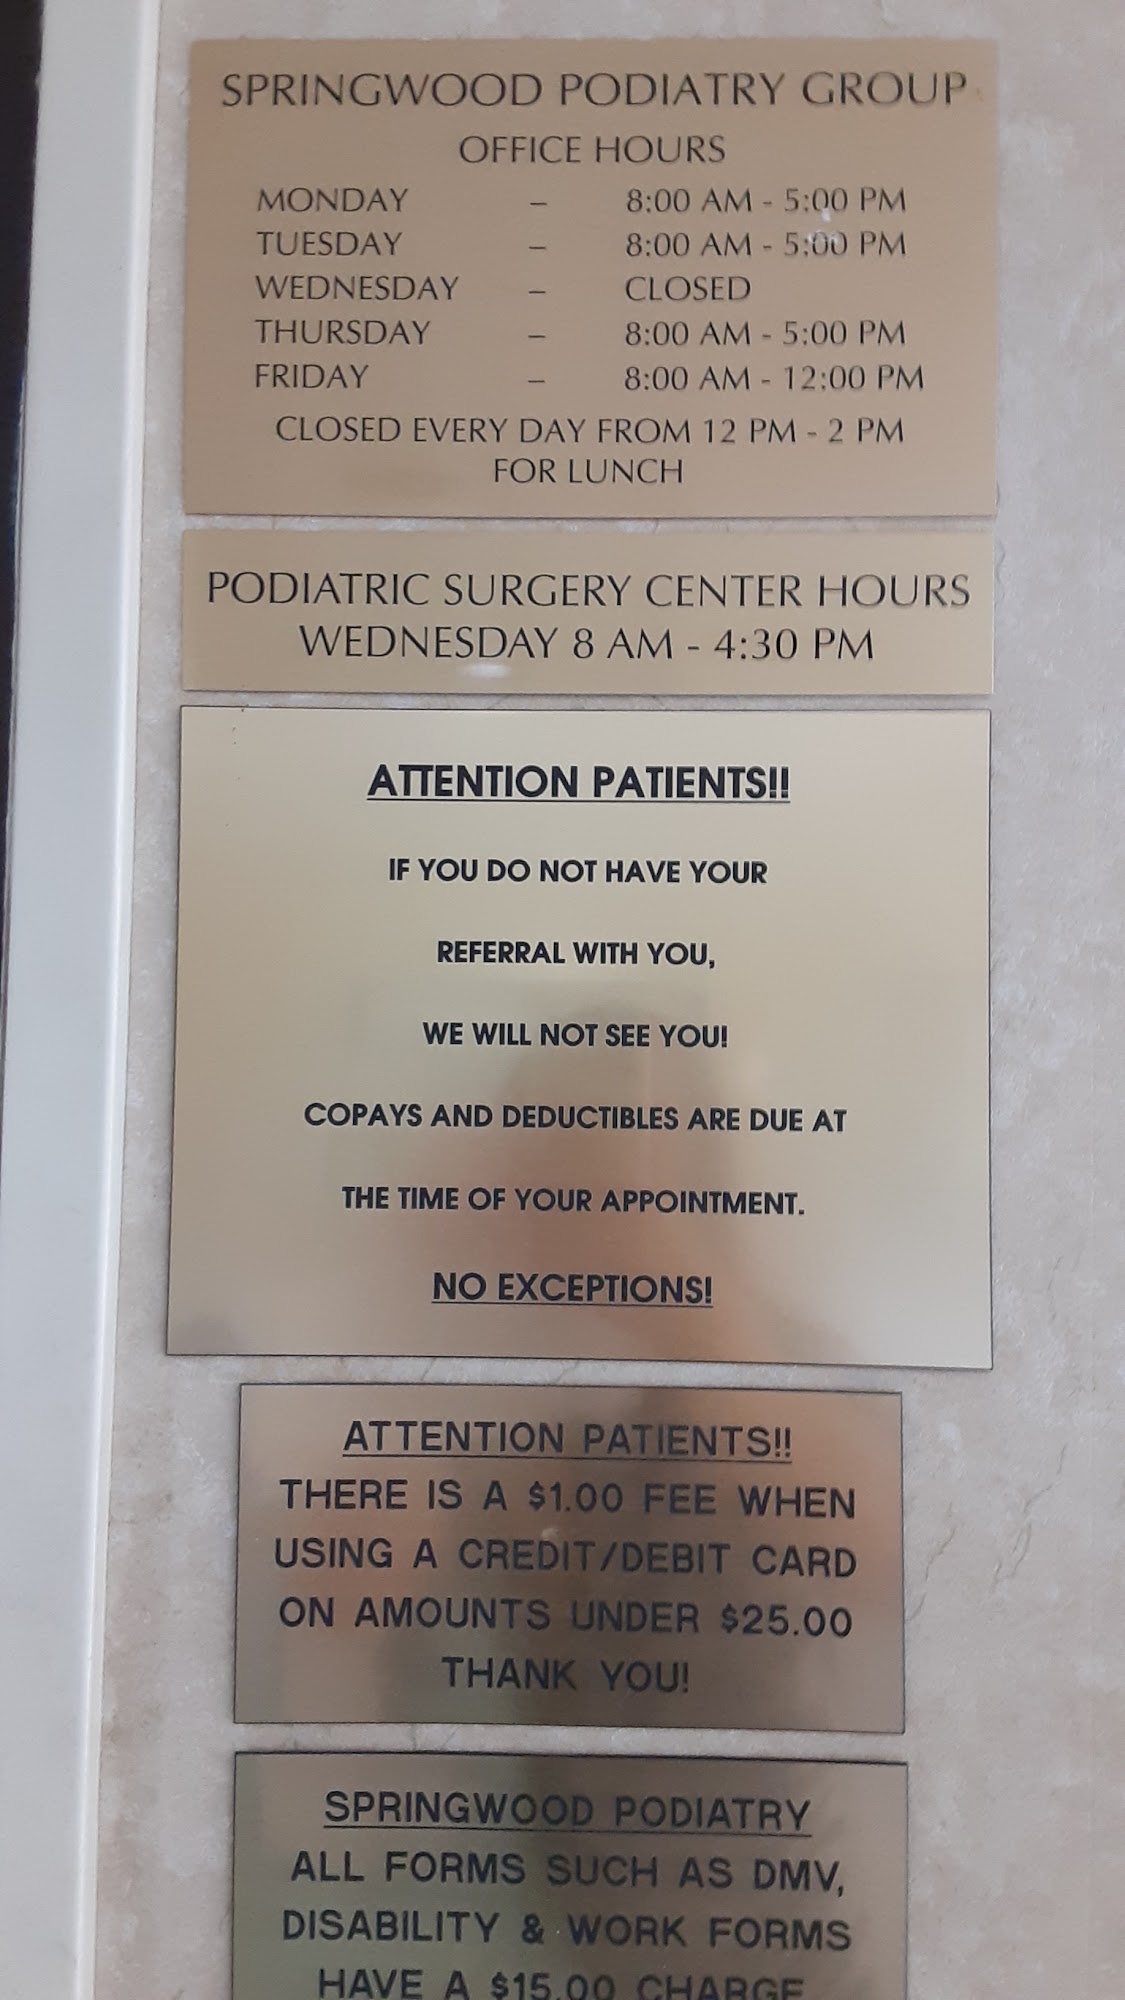 SPRINGWOOD PODIATRY GROUP
OFFICE HOURS
MONDAY – 8:00 AM - 5:00 PM
TUESDAY – 8:00 AM - 5:00 PM
WEDNESDAY – CLOSED
THURSDAY – 8:00 AM - 5:00 PM
FRIDAY – 8:00 AM - 12:00 PM
CLOSED EVERY DAY FROM 12 PM - 2 PM
FOR LUNCH
PODIATRIC SURGERY CENTER HOURS
WEDNESDAY 8 AM - 4:30 PM
ATTENTION PATIENTS!!
IF YOU DO NOT HAVE YOUR
REFERRAL WITH YOU,
WE WILL NOT SEE YOU!
COPAYS AND DEDUCTIBLES ARE DUE AT
THE TIME OF YOUR APPOINTMENT.
NO EXCEPTIONS!
ATTENTION PATIENTS!!
THERE IS A $1.00 FEE WHEN
USING A CREDIT/DEBIT CARD
ON AMOUNTS UNDER $25.00
THANK YOU!
SPRINGWOOD PODIATRY
ALL FORMS SUCH AS DMV,
DISABILITY & WORK FORMS
HAVE A $15.00 CHARGE